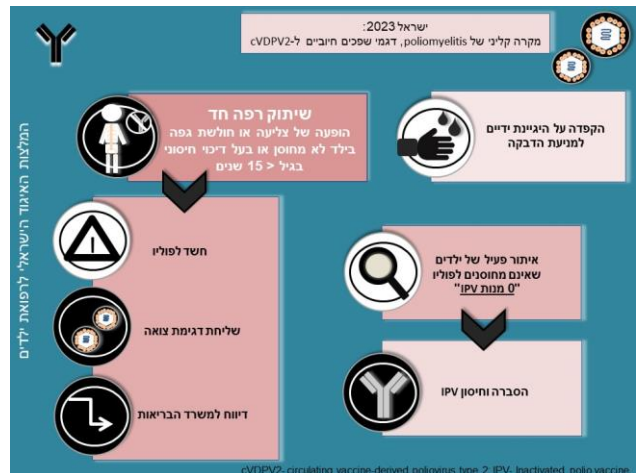 ישראל 2023:
מקרה קליני של poliomyelitis, דגמי שפכים חיוביים ל-cVDPV2
שיתוק רפה חד
הופעה של צליעה או חולשת גפה
בילד לא מחוסן או בעל דיכוי חיסוני
בגיל < 15 שנים
חשד לפוליו
שליחת דגימת צואה
דיווח למשרד הבריאות
הקפדה על היגיינת ידיים
למניעת הדבקה
איתור פעיל של ילדים
שאינם מחוסנים לפוליו
"0 מנות IPV"
הסברה וחיסון IPV
המלצות האיגוד הישראלי לרפואת ילדים
cVDPV2- circulating vaccine-derived poliovirus type 2; IPV- Inactivated polio vaccine